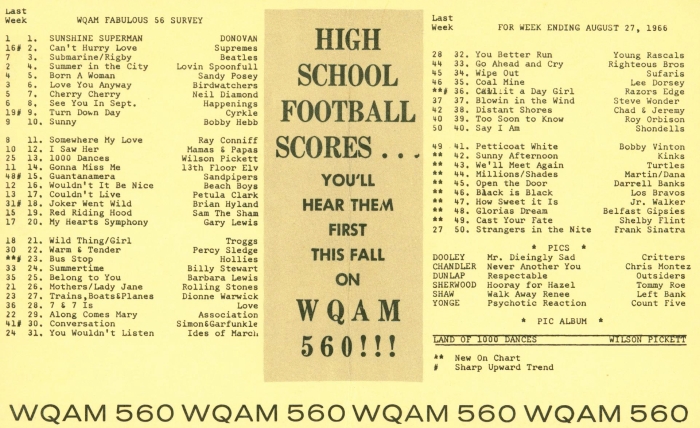 Last
Week WQAM FABULOUS 56 SURVEY
1 1. SUNSHINE SUPERMAN DONOVAN
16# 2. Can't Hurry Love Supremes
7 3. Submarine/Rigby Beatles
2 4. Summer in the City Lovin Spoonfull
4 5. Born A Woman Sandy Posey
3 6. Love You Anyway Birdwatchers
5 7. Cherry Cherry Neil Diamond
6 8. See You In Sept. Happenings
19# 9. Turn Down Day Cyrkle
9 10. Sunny Bobby Hebb
8 11. Somewhere My Love Ray Conniff
10 12. I Saw Her Mamas & Papas
25 13. 1000 Dances Wilson Pickett
11 14. Gonna Miss Me 13th Floor Elv
48# 15. Guantanamera Sandpipers
12 16. Wouldn't It Be Nice Beach Boys
13 17. Couldn't Live Petula Clark
31# 18. Joker Went Wild Brian Hyland
15 19. Red Riding Hood Sam The Sham
17 20. My Hearts Symphony Gary Lewis
18 21. Wild Thing/Girl Troggs
30 22. Warm & Tender Percy Sledge
**# 23. Bus Stop Hollies
33 24. Summertime Billy Stewart
35 25. Belong to You Barbara Lewis
21 26. Mothers/Lady Jane Rolling Stones
23 27. Trains,Boats&Planes Dionne Warwick
36 28. 7 & 7 Is Love
22 29. Along Comes Mary Association
41# 30. Conversation Simon&Garfunkle
24 31. You Wouldn't Listen Ides of March
HIGH
SCHOOL
FOOTBALL
SCORES . . .
YOU'LL
HEAR THEM
FIRST
THIS FALL
ON
WQAM
560!!!
Last
Week FOR WEEK ENDING AUGUST 27, 1966
28 32. You Better Run Young Rascals
44 33. Go Ahead and Cry Righteous Bros
45 34. Wipe Out Sufaris
46 35. Coal Mine Lee Dorsey
**# 36. Call it a Day Girl Razors Edge
37 37. Blowin in the Wind Steve Wonder
42 38. Distant Shores Chad & Jeremy
40 39. Too Soon to Know Roy Orbison
50 40. Say I Am Shondells
49 41. Petticoat White Bobby Vinton
** 42. Sunny Afternoon Kinks
** 43. We'll Meet Again Turtles
** 44. Millions/Shades Martin/Dana
** 45. Open the Door Darrell Banks
** 46. Black is Black Los Bravos
** 47. How Sweet it Is Jr. Walker
** 48. Glorias Dream Belfast Gipsies
** 49. Cast Your Fate Shelby Flint
27 50. Strangers in the Nite Frank Sinatra
* PICS *
DOOLEY Mr. Dieingly Sad Critters
CHANDLER Never Another You Chris Montez
DUNLAP Respectable Outsiders
SHERWOOD Hooray for Hazel Tommy Roe
SHAW Walk Away Renee Left Bank
YONGE Psychotic Reaction Count Five
* PIC ALBUM *
LAND OF 1000 DANCES WILSON PICKETT
** New On Chart
# Sharp Upward Trend
WQAM 560 WQAM 560 WQAM 560 WQAM 560